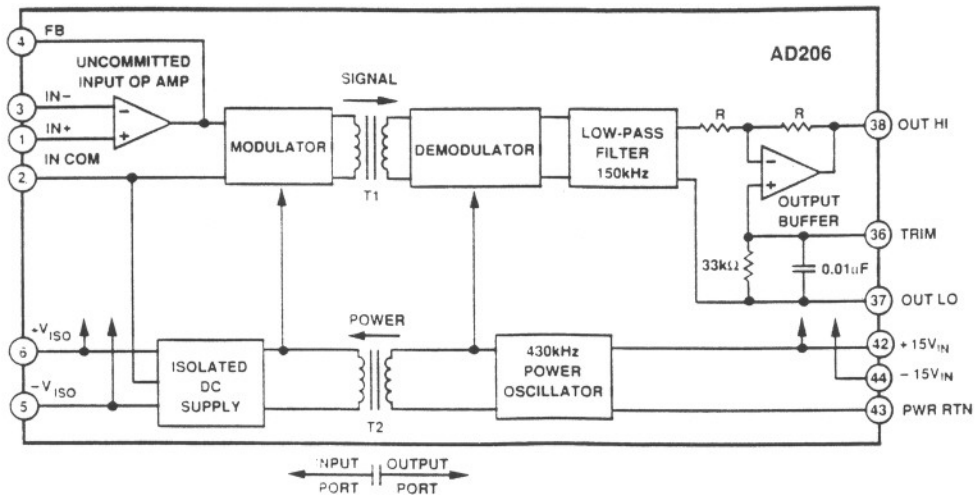 4 FB
AD206
UNCOMMITTED
INPUT OP AMP
SIGNAL
3 IN−
−
1 IN+
+
IN COM
2
MODULATOR
T1
DEMODULATOR
LOW-PASS
FILTER
150kHz
R
R
38 OUT HI
−
+
OUTPUT
BUFFER
36 TRIM
33kΩ
0.01uF
37 OUT LO
+VISO
6
−VISO
5
ISOLATED
DC
SUPPLY
POWER
T2
430kHz
POWER
OSCILLATOR
42 +15VIN
44 −15VIN
43 PWR RTN
INPUT
PORT
OUTPUT
PORT